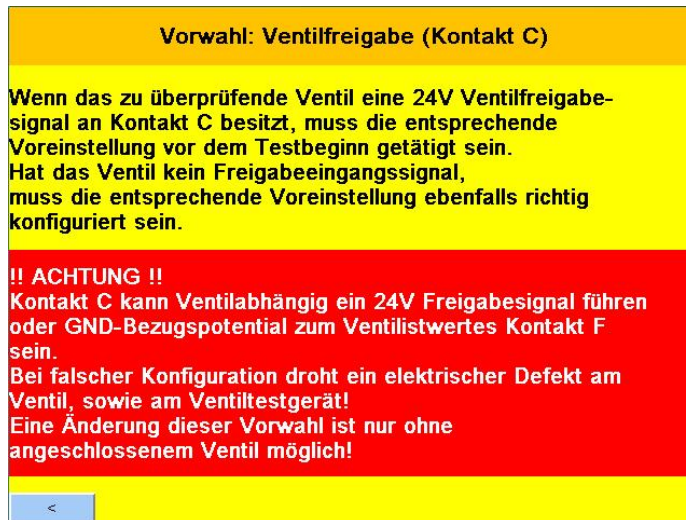 Vorwahl: Ventilfreigabe (Kontakt C)
Wenn das zu überprüfende Ventil eine 24V Ventilfreigabe-
signal an Kontakt C besitzt, muss die entsprechende
Voreinstellung vor dem Testbeginn getätigt sein.
Hat das Ventil kein Freigabeeingangssignal,
muss die entsprechende Voreinstellung ebenfalls richtig
konfiguriert sein.
!! ACHTUNG !!
Kontakt C kann Ventilabhängig ein 24V Freigabesignal führen
oder GND-Bezugspotential zum Ventilistwertes Kontakt F
sein.
Bei falscher Konfiguration droht ein elektrischer Defekt am
Ventil, sowie am Ventiltestgerät!
Eine Änderung dieser Vorwahl ist nur ohne
angeschlossenem Ventil möglich!
<